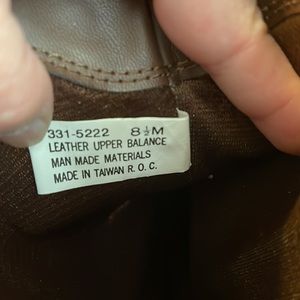 331-5222 8½M
LEATHER UPPER BALANCE
MAN MADE MATERIALS
MADE IN TAIWAN R.O.C.